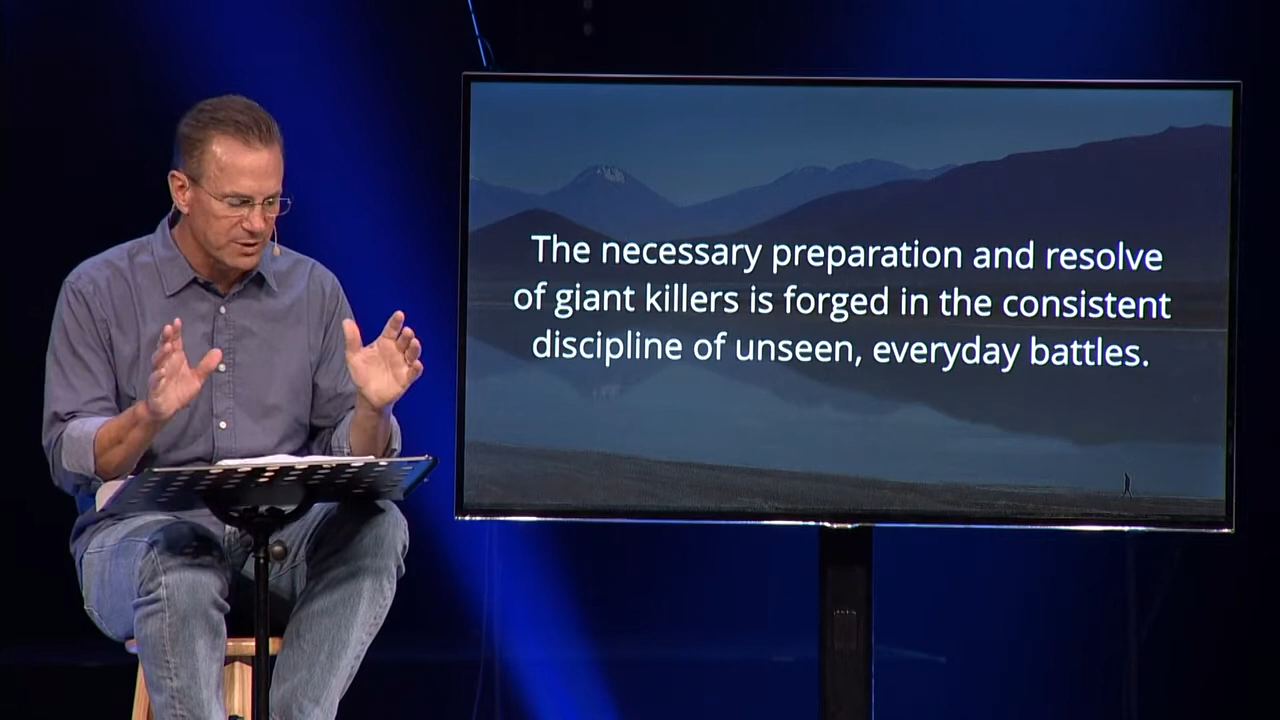 The necessary preparation and resolve
of giant killers is forged in the consistent
discipline of unseen, everyday battles.